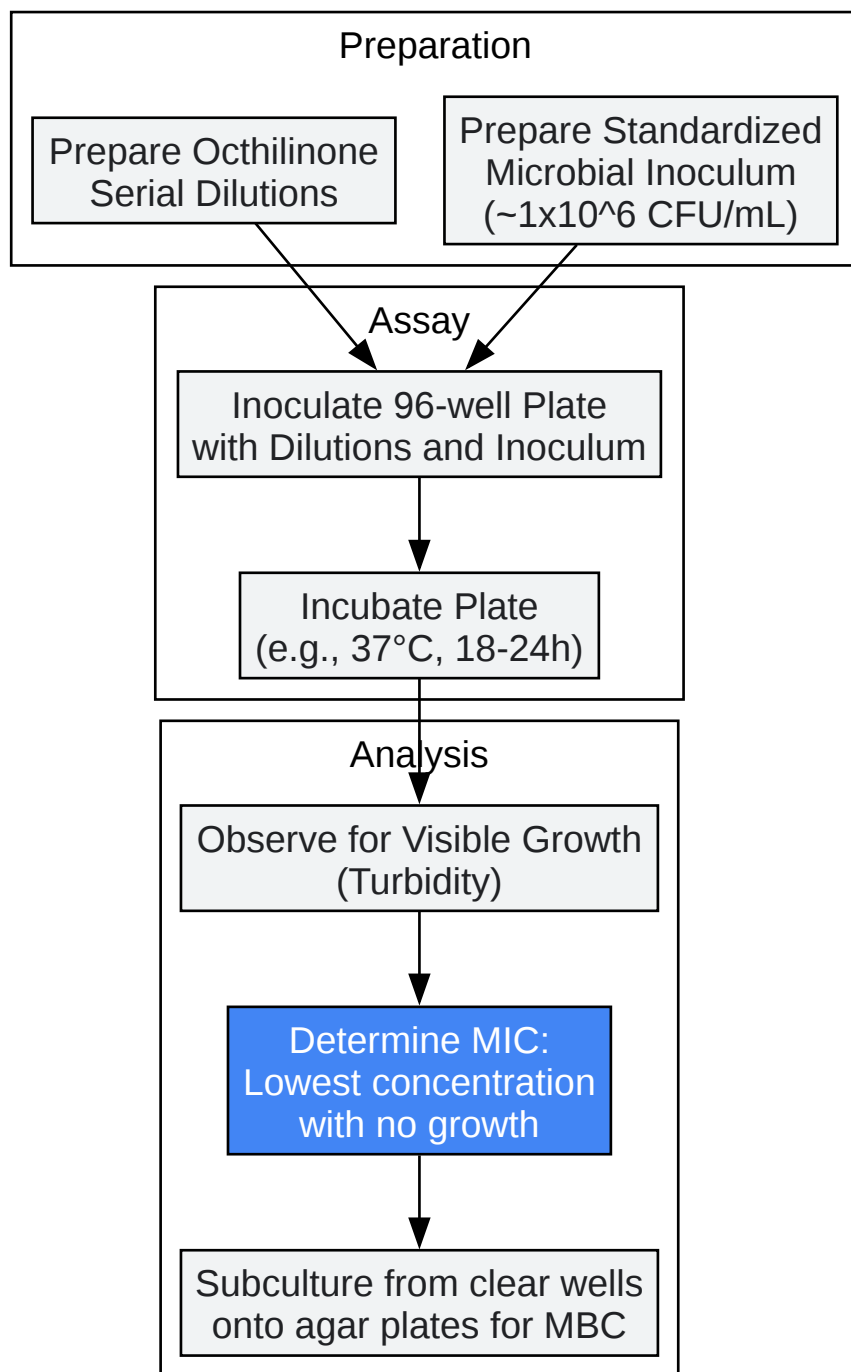 Preparation
Prepare Octhilinone
Serial Dilutions
Prepare Standardized
Microbial Inoculum
(~1x10^6 CFU/mL)
Assay
Inoculate 96-well Plate
with Dilutions and Inoculum
Incubate Plate
(e.g., 37°C, 18-24h)
Analysis
Observe for Visible Growth
(Turbidity)
Determine MIC:
Lowest concentration
with no growth
Subculture from clear wells
onto agar plates for MBC